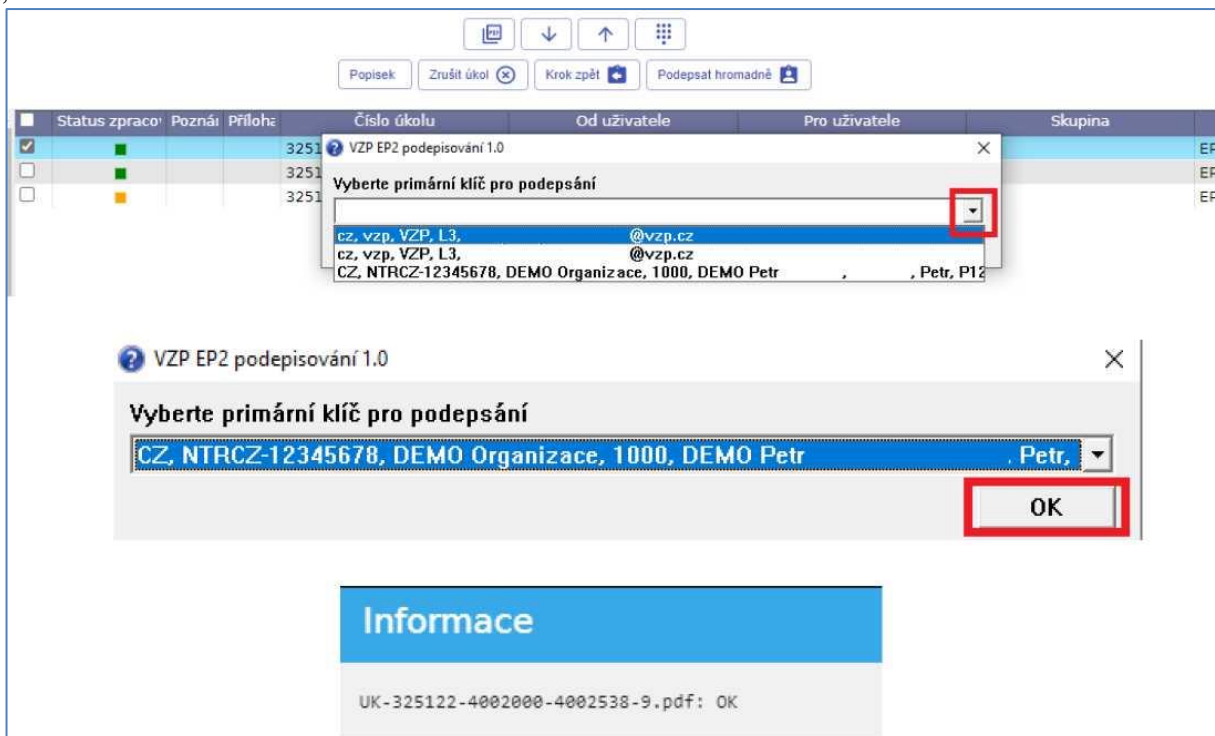 )
PDF
Popisek Zrušit úkol Krok zpět Podepsat hromadně
Status zpraco Pozná Příloha Číslo úkolu Od uživatele Pro uživatele Skupina
3251 VZP EP2 podepisování 1.0 EP
3251 Vyberte primární klíč pro podepsání EP
3251 EP
cz, vzp, VZP, L3, @vzp.cz
cz, vzp, VZP, L3, @vzp.cz
CZ, NTRCZ-12345678, DEMO Organizace, 1000, DEMO Petr , , Petr, P12
VZP EP2 podepisování 1.0
Vyberte primární klíč pro podepsání
CZ, NTRCZ-12345678, DEMO Organizace, 1000, DEMO Petr . Petr,
OK
Informace
UK-325122-4002000-4002538-9.pdf: OK